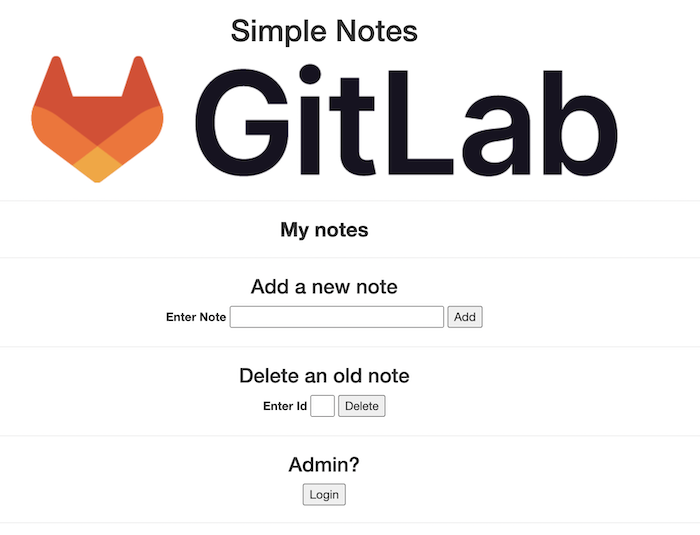 Simple Notes
GitLab
My notes
Add a new note
Enter Note Add
Delete an old note
Enter Id Delete
Admin?
Login